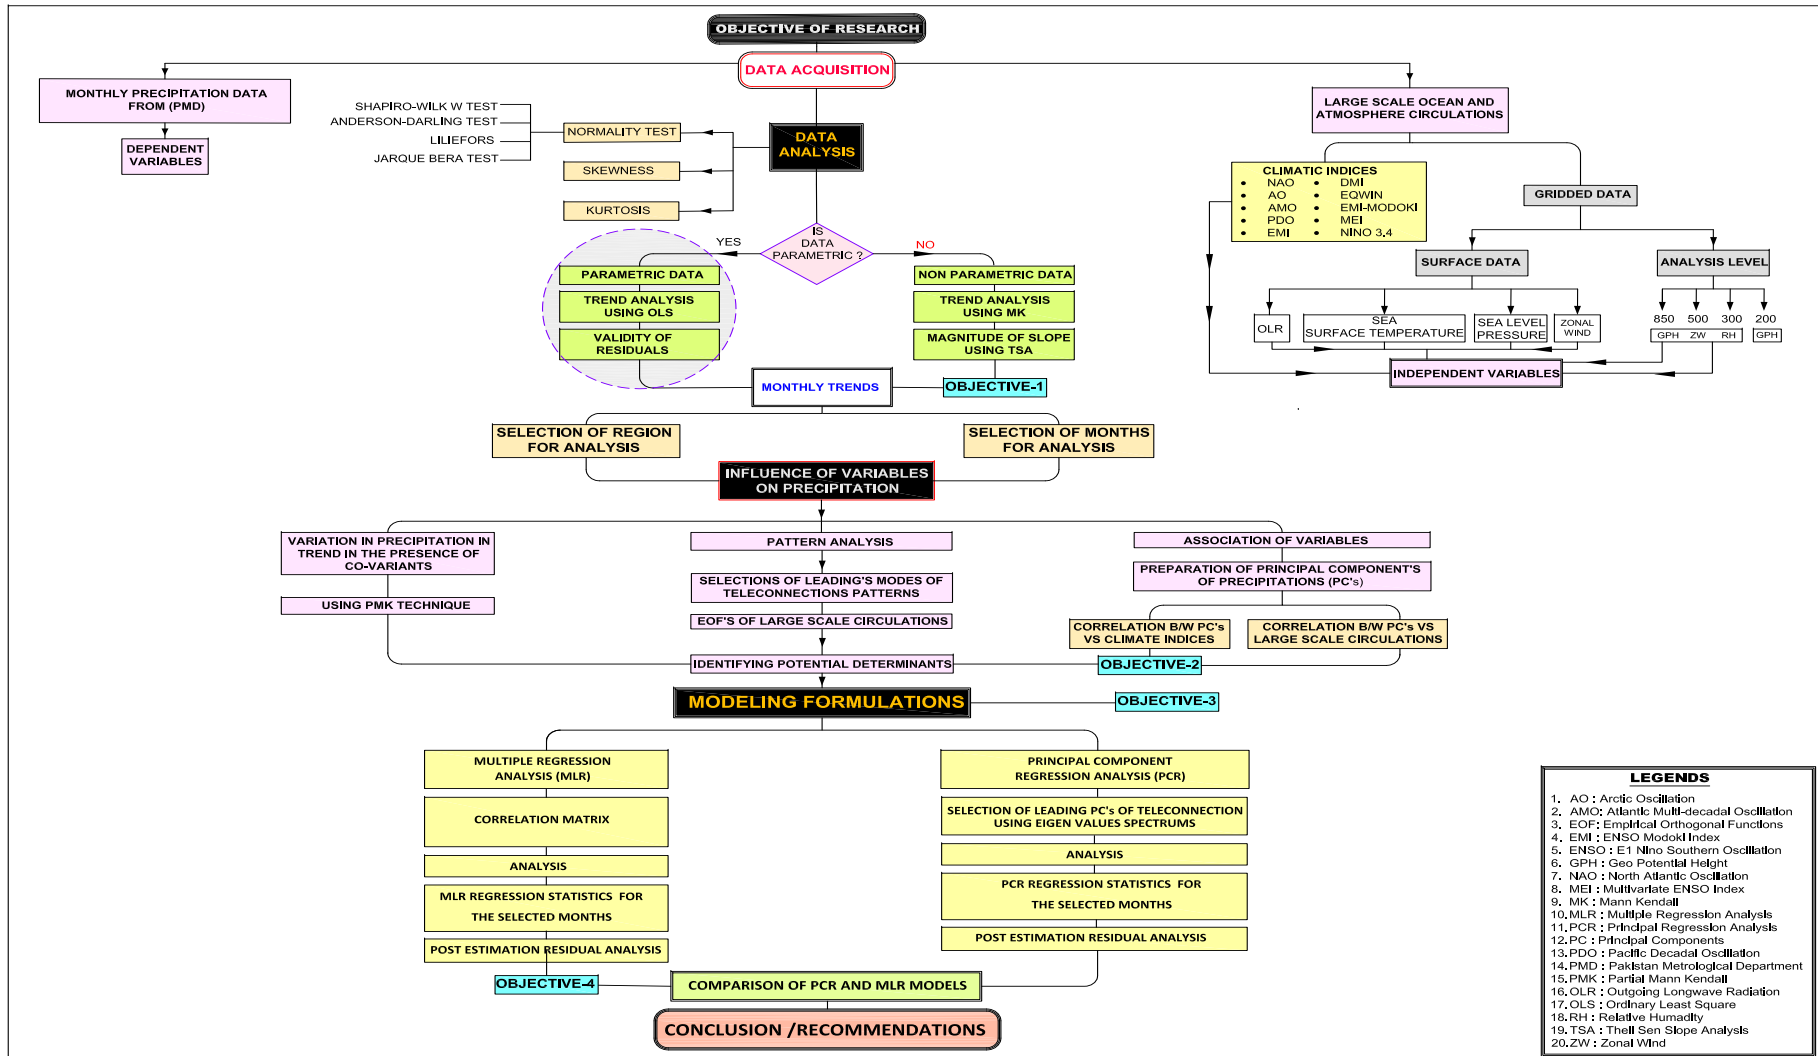 OBJECTIVE OF RESEARCH
DATA ACQUISITION
MONTHLY PRECIPITATION DATA
FROM (PMD)
DEPENDENT
VARIABLES
SHAPIRO-WILK W TEST
ANDERSON-DARLING TEST
LILIEFORS
JARQUE BERA TEST
NORMALITY TEST
SKEWNESS
KURTOSIS
DATA
ANALYSIS
LARGE SCALE OCEAN AND
ATMOSPHERE CIRCULATIONS
CLIMATIC INDICES
• NAO • DMI
• AO • EQWIN
• AMO • EMI-MODOKI
• PDO • MEI
• EMI • NINO 3.4
GRIDDED DATA
SURFACE DATA
ANALYSIS LEVEL
OLR
SEA
SURFACE TEMPERATURE
SEA LEVEL
PRESSURE
ZONAL
WIND
850 500 300 200
GPH ZW RH GPH
INDEPENDENT VARIABLES
IS
DATA
PARAMETRIC ?
YES
NO
PARAMETRIC DATA
TREND ANALYSIS
USING OLS
VALIDITY OF
RESIDUALS
NON PARAMETRIC DATA
TREND ANALYSIS
USING MK
MAGNITUDE OF SLOPE
USING TSA
MONTHLY TRENDS
OBJECTIVE-1
SELECTION OF REGION
FOR ANALYSIS
SELECTION OF MONTHS
FOR ANALYSIS
INFLUENCE OF VARIABLES
ON PRECIPITATION
VARIATION IN PRECIPITATION IN
TREND IN THE PRESENCE OF
CO-VARIANTS
USING PMK TECHNIQUE
PATTERN ANALYSIS
SELECTIONS OF LEADING'S MODES OF
TELECONNECTIONS PATTERNS
EOF'S OF LARGE SCALE CIRCULATIONS
IDENTIFYING POTENTIAL DETERMINANTS
ASSOCIATION OF VARIABLES
PREPARATION OF PRINCIPAL COMPONENT'S
OF PRECIPITATIONS (PC's)
CORRELATION B/W PC's
VS CLIMATE INDICES
CORRELATION B/W PC's VS
LARGE SCALE CIRCULATIONS
OBJECTIVE-2
MODELING FORMULATIONS
OBJECTIVE-3
MULTIPLE REGRESSION
ANALYSIS (MLR)
CORRELATION MATRIX
ANALYSIS
MLR REGRESSION STATISTICS FOR
THE SELECTED MONTHS
POST ESTIMATION RESIDUAL ANALYSIS
PRINCIPAL COMPONENT
REGRESSION ANALYSIS (PCR)
SELECTION OF LEADING PC's OF TELECONNECTION
USING EIGEN VALUES SPECTRUMS
ANALYSIS
PCR REGRESSION STATISTICS FOR
THE SELECTED MONTHS
POST ESTIMATION RESIDUAL ANALYSIS
OBJECTIVE-4
COMPARISON OF PCR AND MLR MODELS
CONCLUSION /RECOMMENDATIONS
LEGENDS
1. AO : Arctic Oscillation
2. AMO: Atlantic Multi-decadal Oscillation
3. EOF: Empirical Orthogonal Functions
4. EMI : ENSO Modoki Index
5. ENSO : E1 Nino Southern Oscillation
6. GPH : Geo Potential Height
7. NAO : North Atlantic Oscillation
8. MEI : Multivariate ENSO Index
9. MK : Mann Kendall
10. MLR : Multiple Regression Analysis
11. PCR : Principal Regression Analysis
12. PC : Principal Components
13. PDO : Pacific Decadal Oscillation
14. PMD : Pakistan Metrological Department
15. PMK : Partial Mann Kendall
16. OLR : Outgoing Longwave Radiation
17. OLS : Ordinary Least Square
18. RH : Relative Humadity
19. TSA : Theil Sen Slope Analysis
20. ZW : Zonal Wind